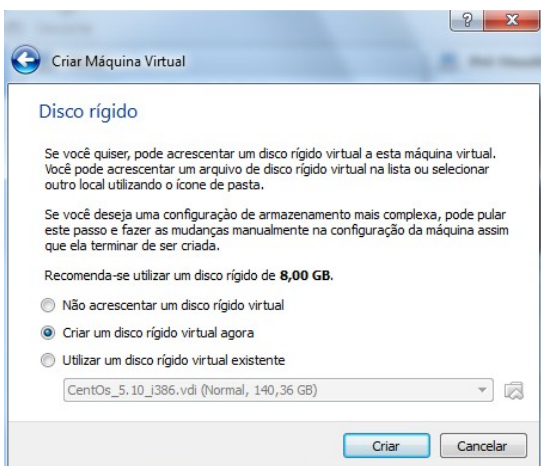 Criar Máquina Virtual
Disco rígido
Se você quiser, pode acrescentar um disco rígido virtual a esta máquina virtual.
Você pode acrescentar um arquivo de disco rígido virtual na lista ou selecionar
outro local utilizando o ícone de pasta.
Se você deseja uma configuraçào de armazenamento mais complexa, pode pular
este passo e fazer as mudanças manualmente na configuração da máquina assim
que ela terminar de ser criada.
Recomenda-se utilizar um disco rígido de 8,00 GB.
Não acrescentar um disco rígido virtual
Criar um disco rígido virtual agora
Utilizar um disco rígido virtual existente
CentOs_5.10_i386.vdi (Normal, 140,36 GB)
Criar Cancelar